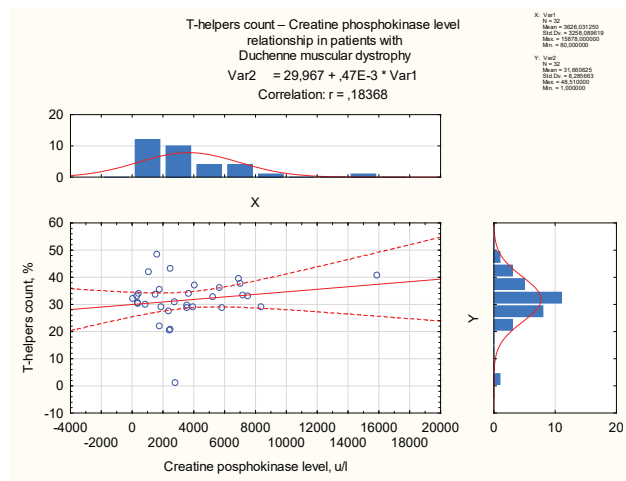 T-helpers count – Creatine phosphokinase level
relationship in patients with
Duchenne muscular dystrophy
Var2 = 29,967 + ,47E-3 * Var1
Correlation: r = ,18368
X: Var1
N = 32
Mean = 3626,031250
Std.Dv. = 3258,089619
Max. = 15878,000000
Min. = 80,000000
Y: Var2
N = 32
Mean = 31,660625
Std.Dv. = 8,285863
Max. = 48,510000
Min. = 1,000000
20
10
0
X
60
50
40
30
20
10
0
-10
T-helpers count, %
-4000 0 4000 8000 12000 16000 20000
-2000 2000 6000 10000 14000 18000
Creatine posphokinase level, u/l
Y
0 10 20